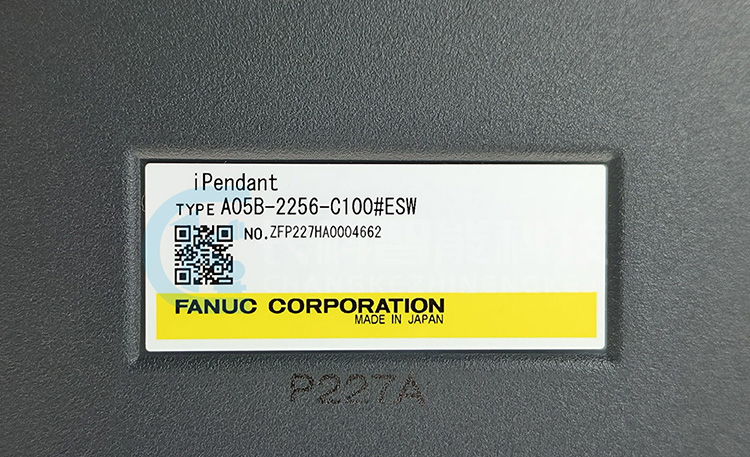 iPendant
TYPE A05B-2256-C100#ESW
NO.ZFP227HA0004662
FANUC CORPORATION
MADE IN JAPAN
P227A